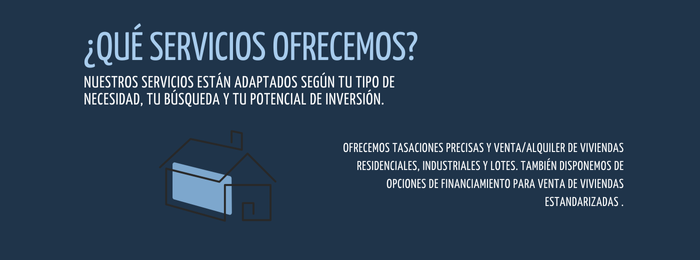 ¿QUÉ SERVICIOS OFRECEMOS?
NUESTROS SERVICIOS ESTÁN ADAPTADOS SEGÚN TU TIPO DE
NECESIDAD, TU BÚSQUEDA Y TU POTENCIAL DE INVERSIÓN.
OFRECEMOS TASACIONES PRECISAS Y VENTA/ALQUILER DE VIVIENDAS
RESIDENCIALES, INDUSTRIALES Y LOTES. TAMBIÉN DISPONEMOS DE
OPCIONES DE FINANCIAMIENTO PARA VENTA DE VIVIENDAS
ESTANDARIZADAS .